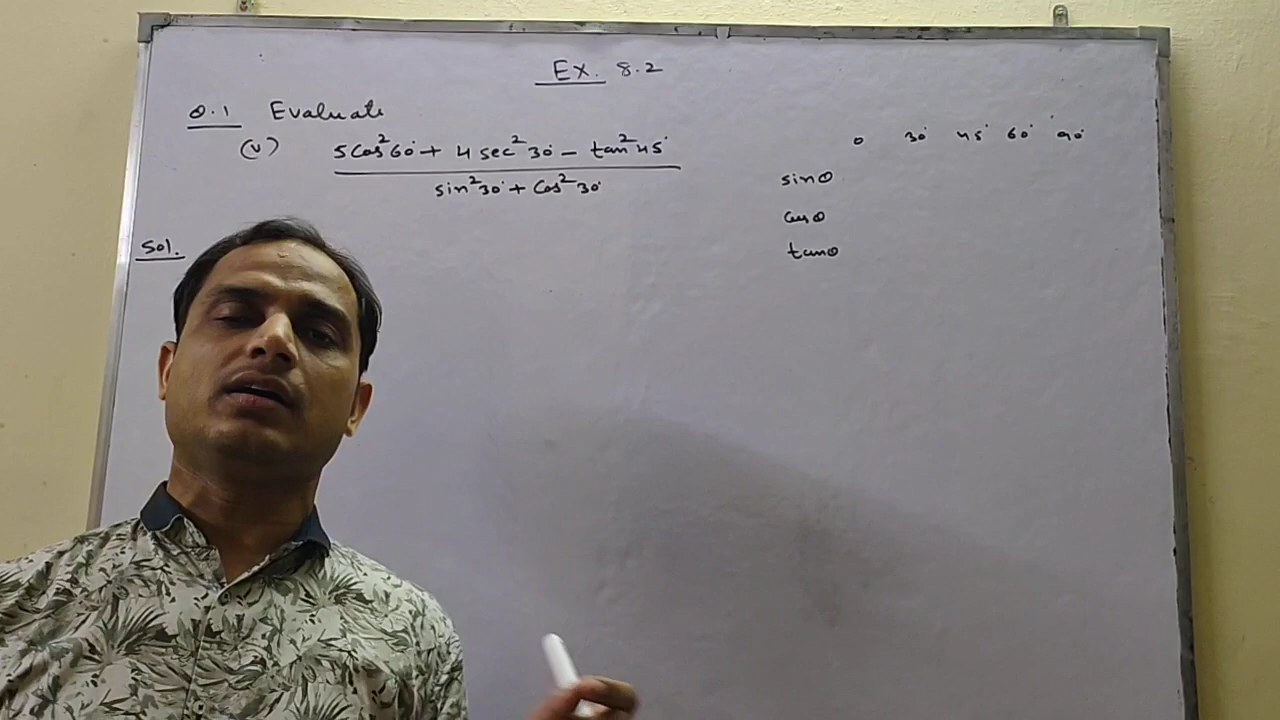 Ex. 8.2
Q.1 Evaluate
(v) 5cos²60° + 4sec²30° - tan²45°
sin²30° + cos²30°
Sol.
0 30° 45° 60° 90°
sinθ
cosθ
tanθ